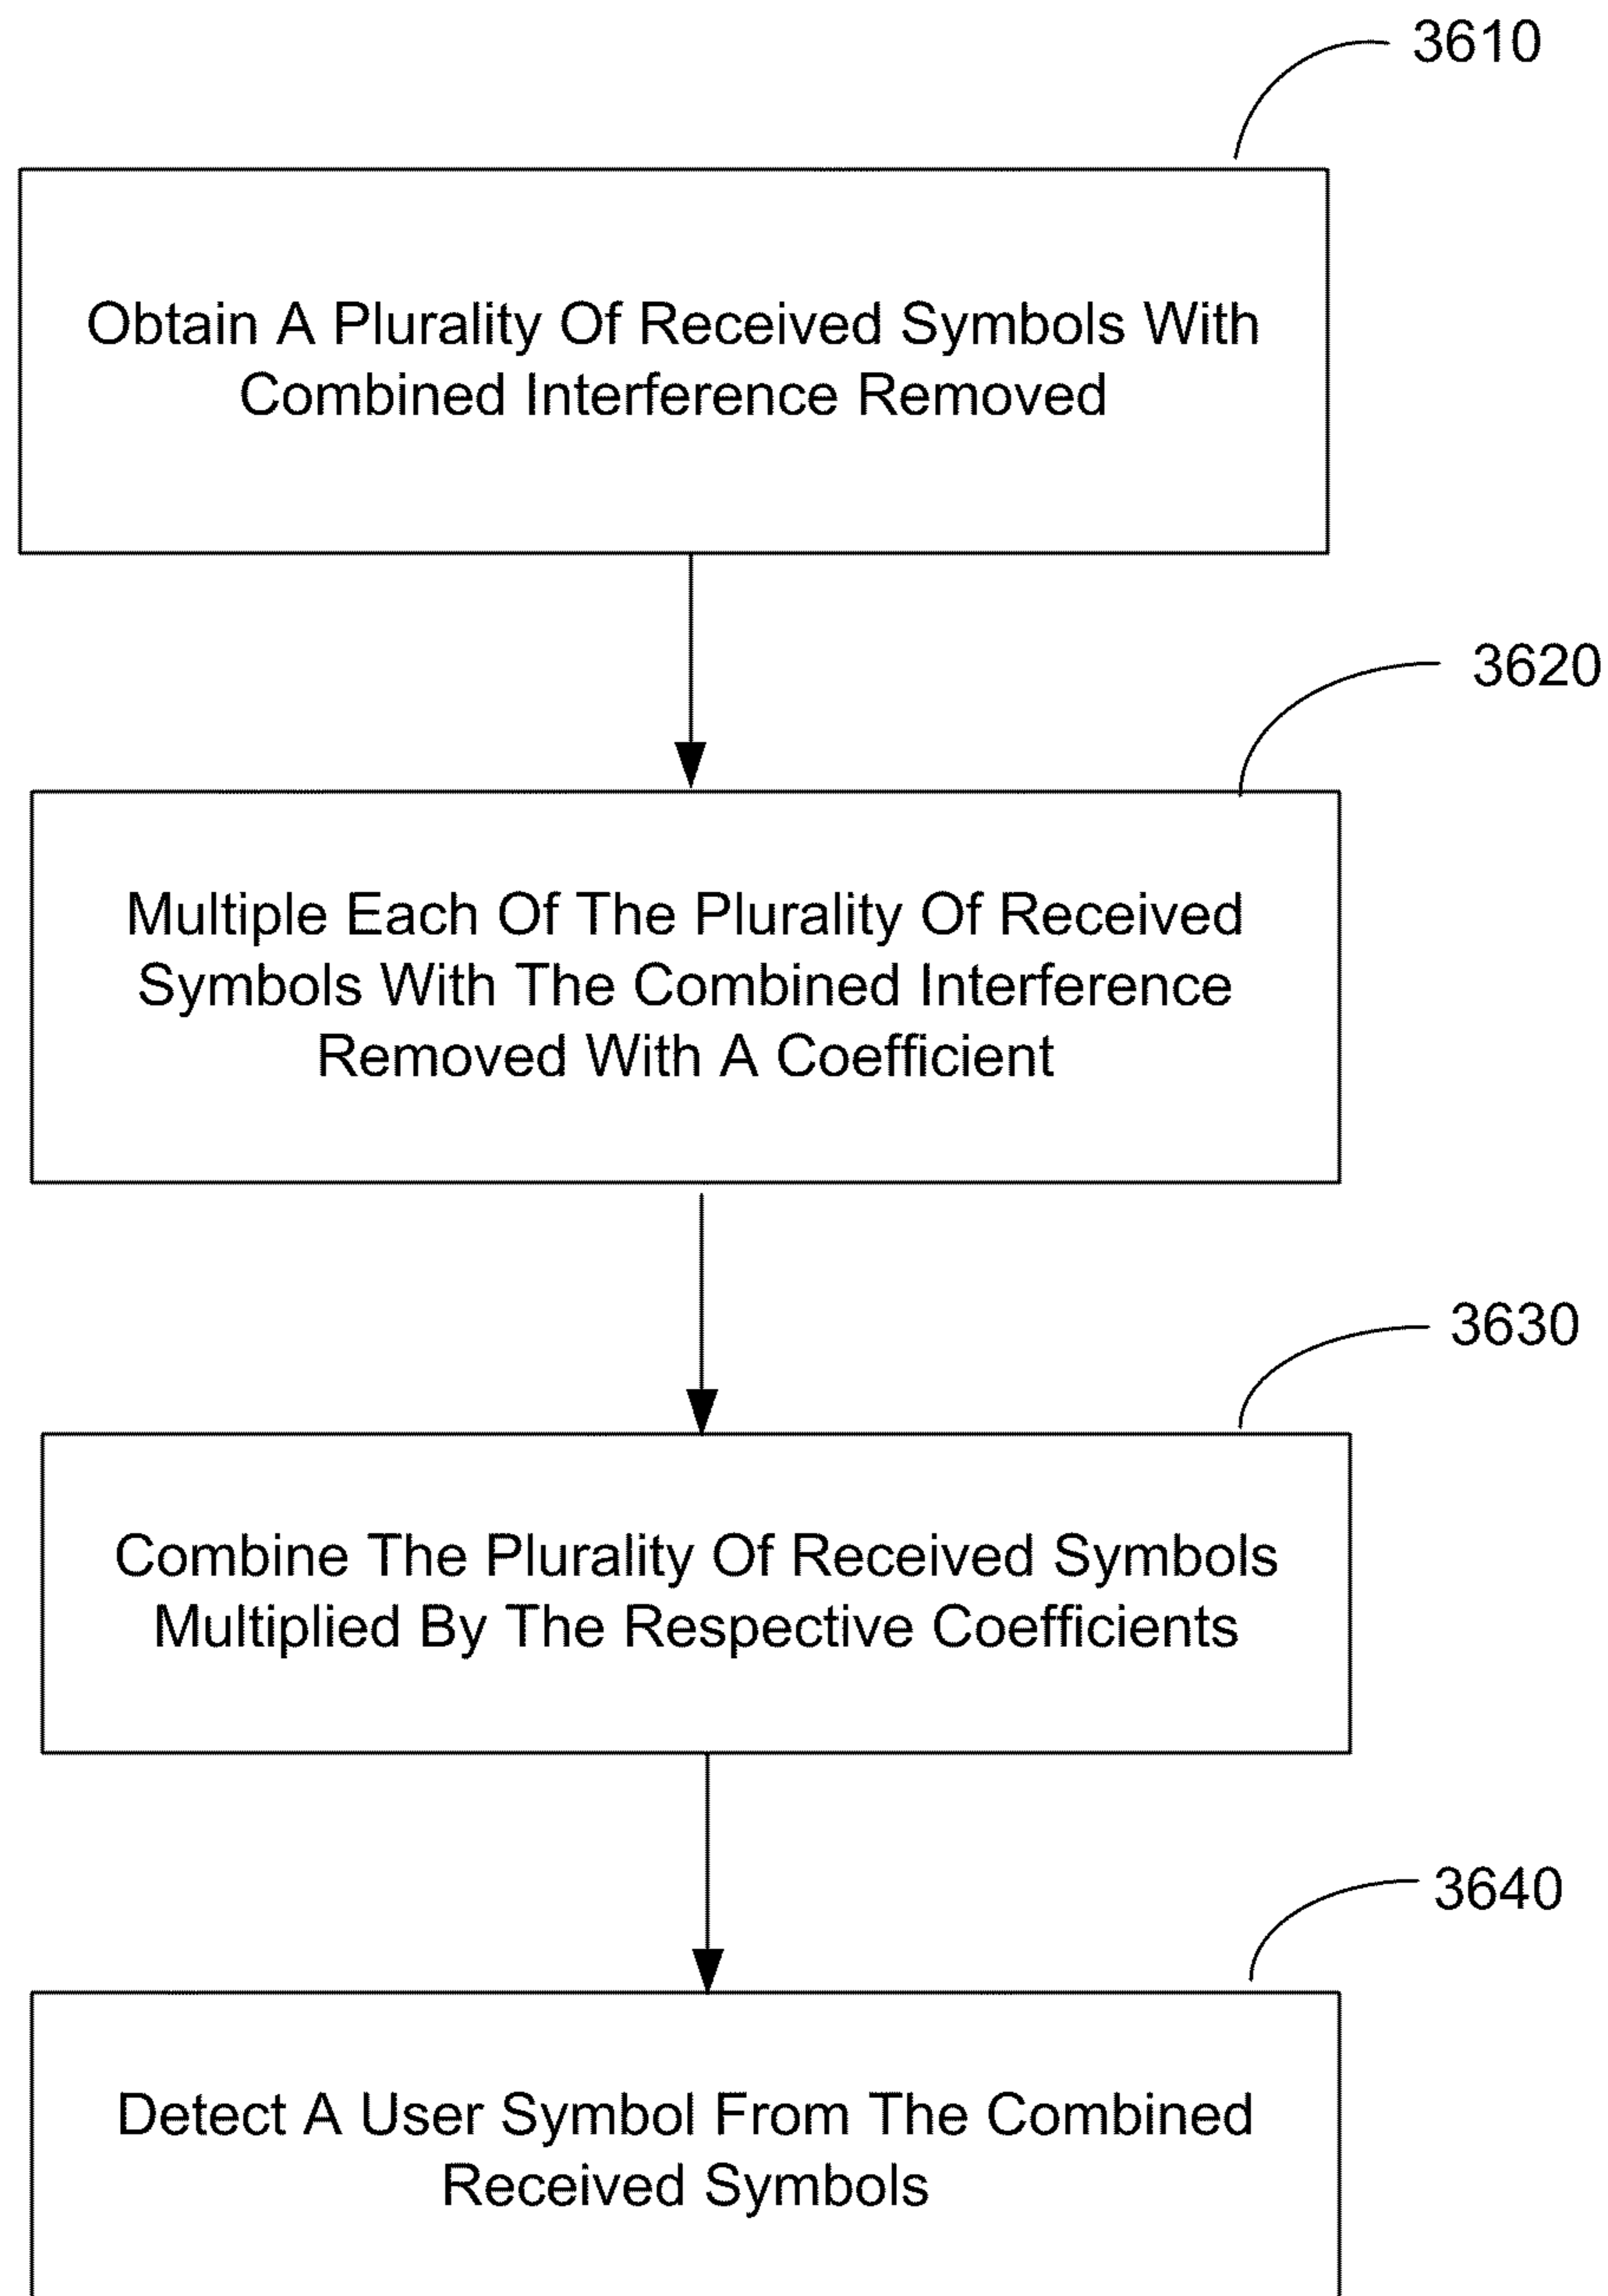 3610
Obtain A Plurality Of Received Symbols With
Combined Interference Removed
3620
Multiple Each Of The Plurality Of Received
Symbols With The Combined Interference
Removed With A Coefficient
3630
Combine The Plurality Of Received Symbols
Multiplied By The Respective Coefficients
3640
Detect A User Symbol From The Combined
Received Symbols